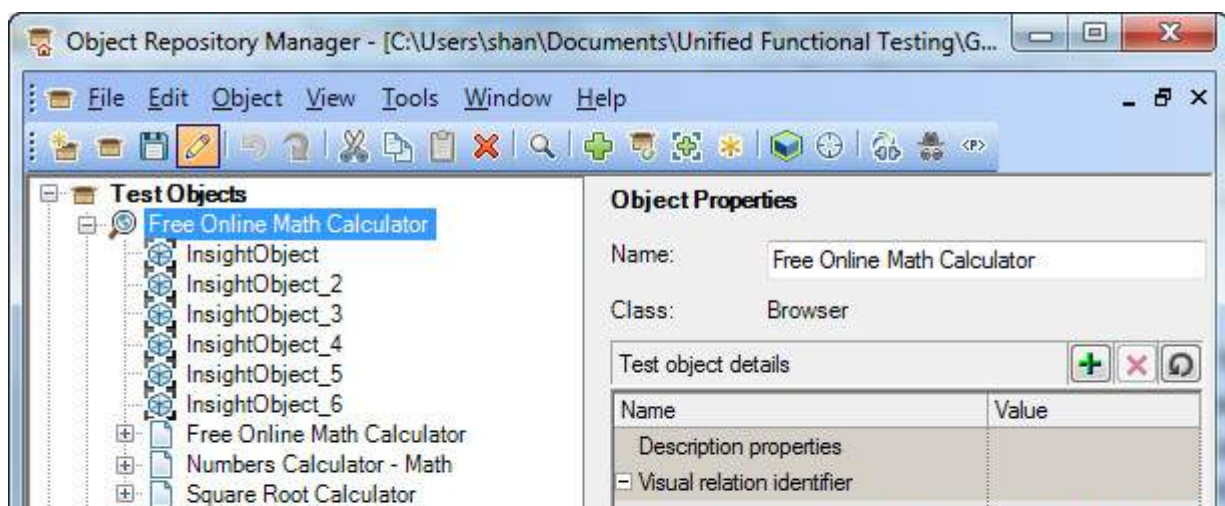 Object Repository Manager - [C:\Users\shan\Documents\Unified Functional Testing\G...
File Edit Object View Tools Window Help
<P>
Test Objects
Free Online Math Calculator
InsightObject
InsightObject_2
InsightObject_3
InsightObject_4
InsightObject_5
InsightObject_6
Free Online Math Calculator
Numbers Calculator - Math
Square Root Calculator
Object Properties
Name: Free Online Math Calculator
Class: Browser
Test object details
Name Value
Description properties
Visual relation identifier